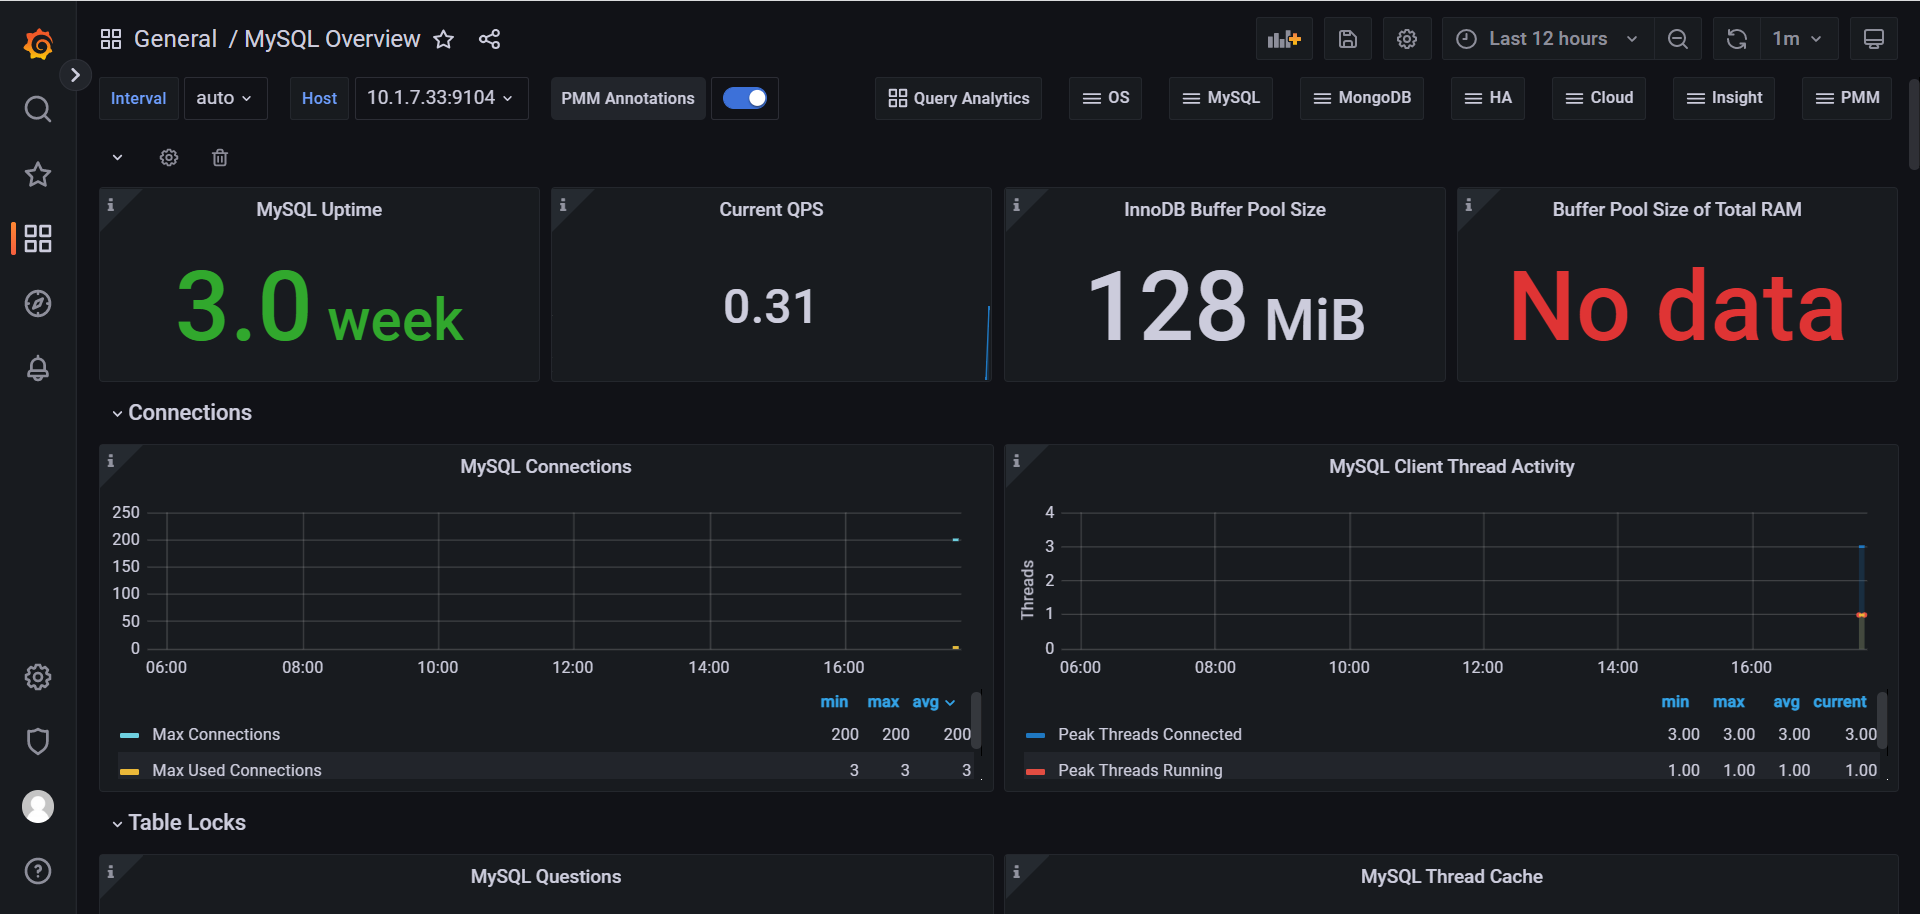 General / MySQL Overview
Last 12 hours
1m
Interval
auto
Host
10.1.7.33:9104
PMM Annotations
Query Analytics
OS
MySQL
MongoDB
HA
Cloud
Insight
PMM
MySQL Uptime
3.0 week
Current QPS
0.31
InnoDB Buffer Pool Size
128 MiB
Buffer Pool Size of Total RAM
No data
Connections
MySQL Connections
250
200
150
100
50
0
06:00 08:00 10:00 12:00 14:00 16:00
min max avg
Max Connections 200 200 200
Max Used Connections 3 3 3
MySQL Client Thread Activity
Threads
4
3
2
1
0
06:00 08:00 10:00 12:00 14:00 16:00
min max avg current
Peak Threads Connected 3.00 3.00 3.00 3.00
Peak Threads Running 1.00 1.00 1.00 1.00
Table Locks
MySQL Questions
MySQL Thread Cache